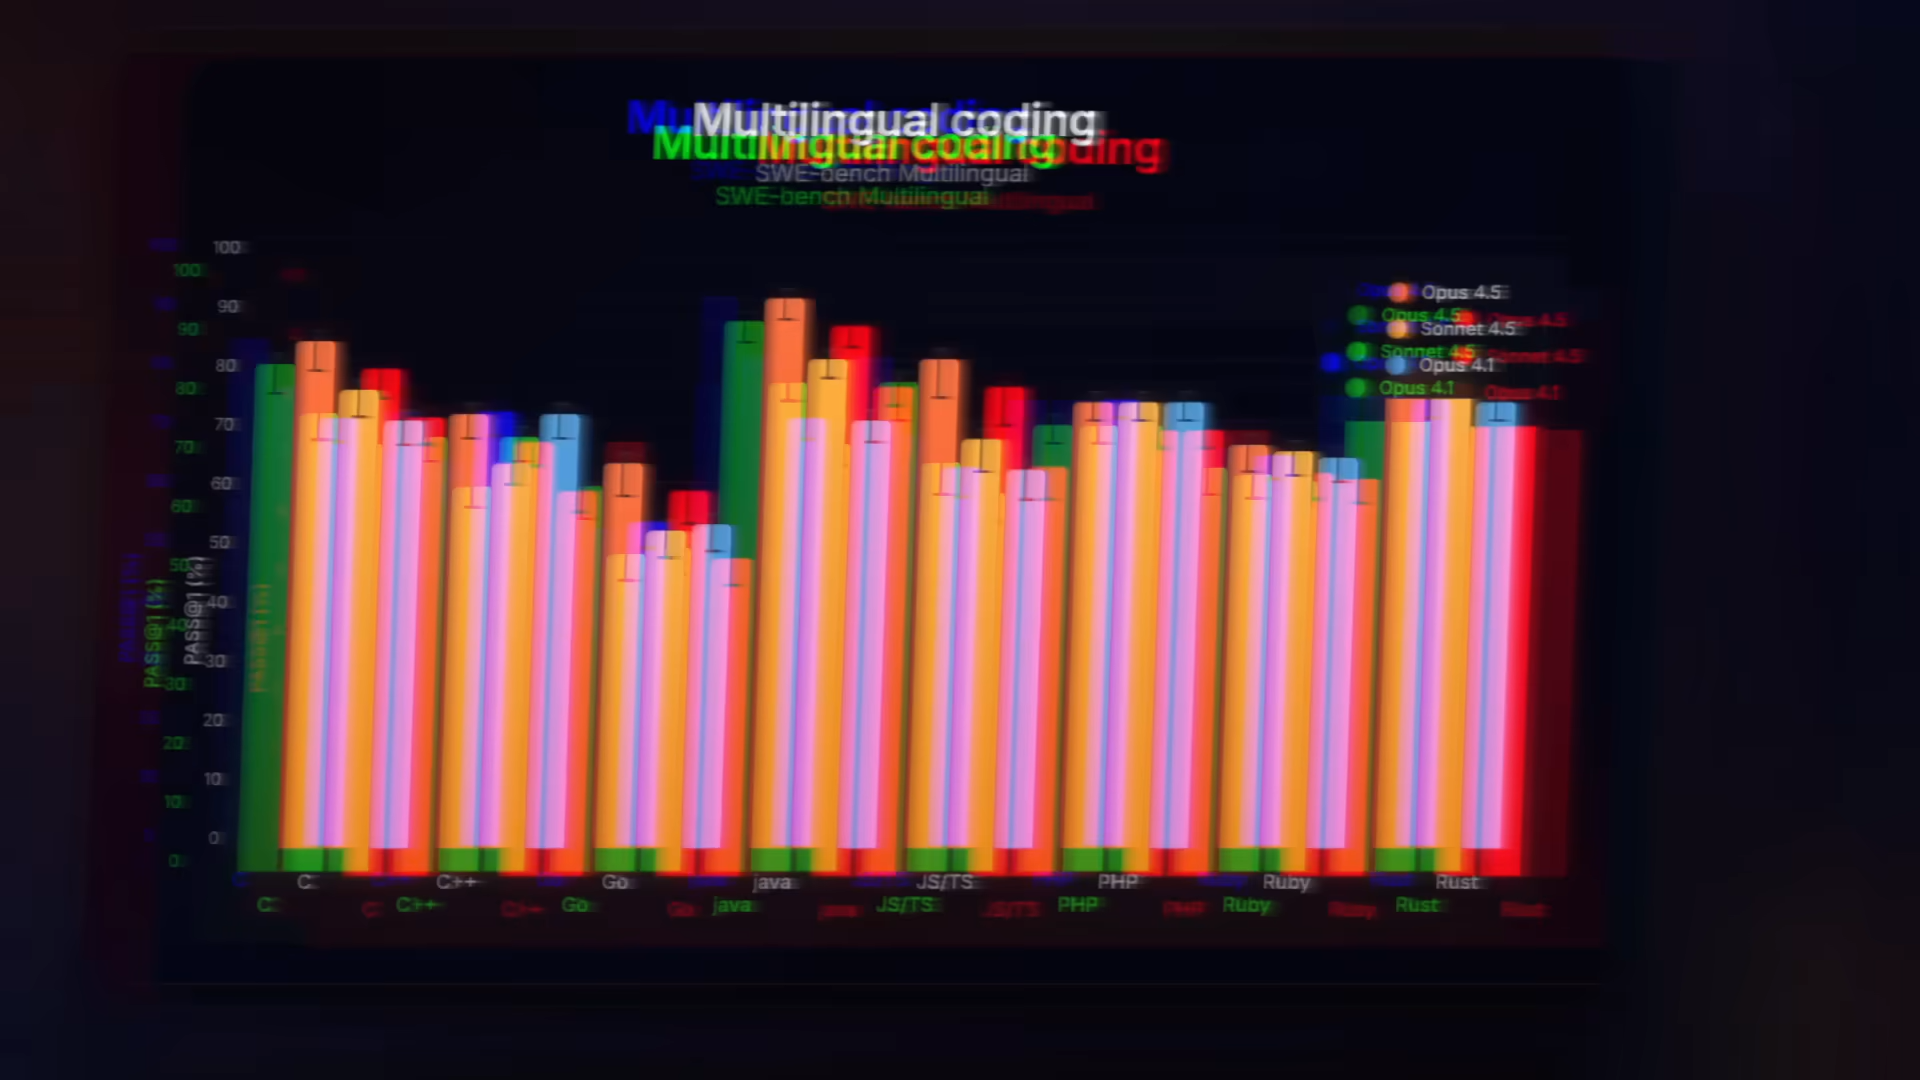 Multilingual coding
SWE-bench Multilingual
100
90
80
70
60
50
40
30
20
10
0
PASS@1 (%)
Opus 4.5
Sonnet 4.5
Opus 4.1
C
C++
Go
java
JS/TS
PHP
Ruby
Rust